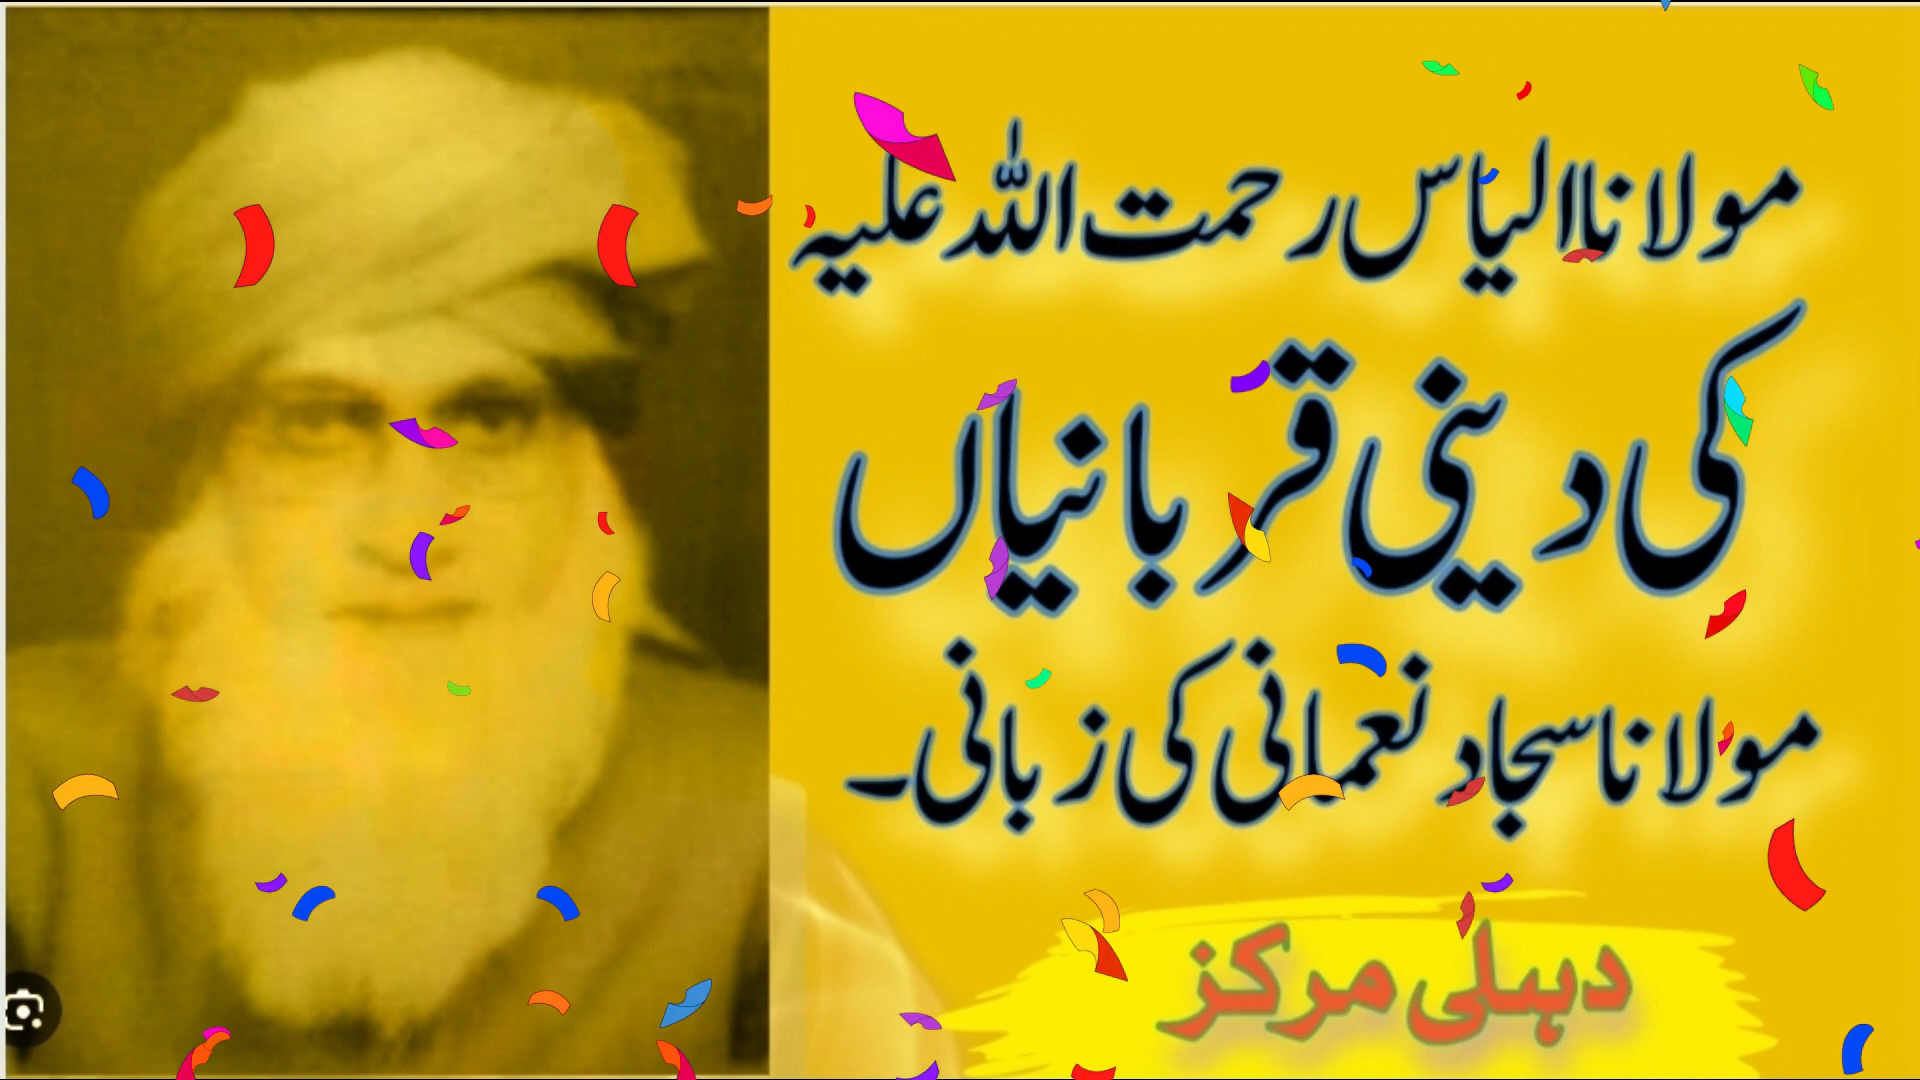 مولانا الیاس رحمت اللہ علیہ
کی دینی قربانیاں
مولانا سجاد نعمانی کی زبانی۔
دہلی مرکز